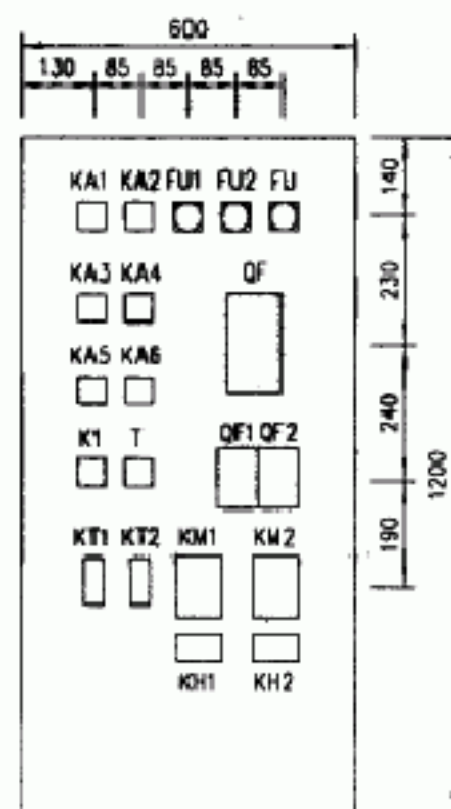 600
130 85 85 85 85
KA1 KA2 FU1 FU2 FU
140
KA3 KA4 QF
230
KA5 KA6
240
K1 T QF1 QF2
1200
190
KT1 KT2 KM1 KM2
KH1 KH2